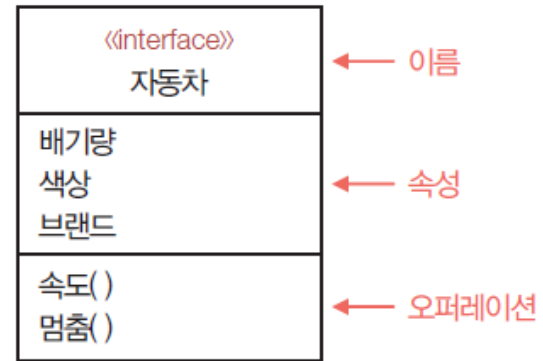 《interface》
자동차
이름
배기량
색상
브랜드
속성
속도( )
멈춤( )
오퍼레이션